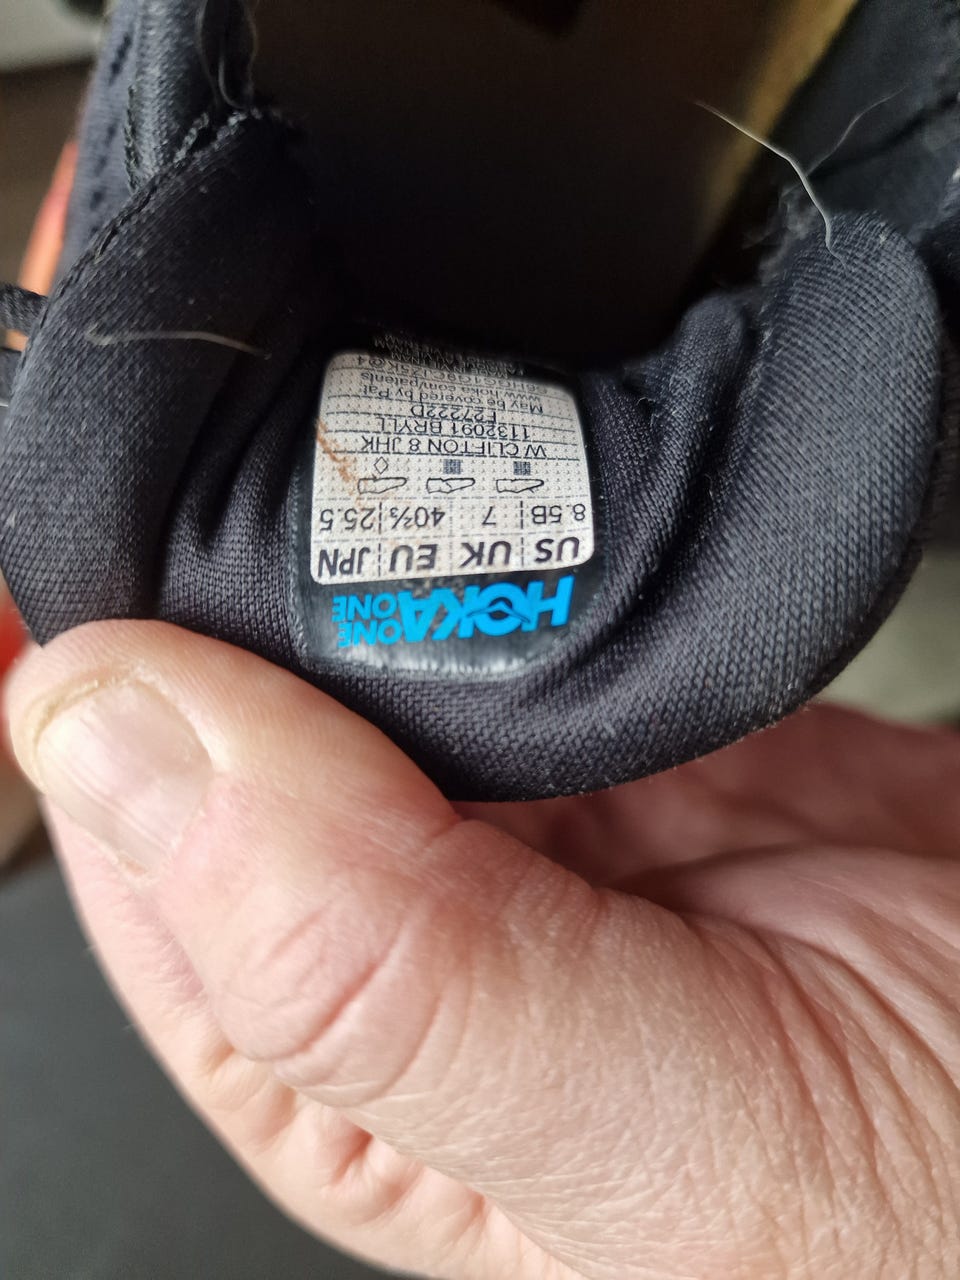 HOKA ONE ONE
US UK EU JPN
8.5B 7 40⅔ 25.5
W CLIFTON 8 JHK
1132091 BRYLL
F27222D
May be covered by Pat
www.hoka.com/patents